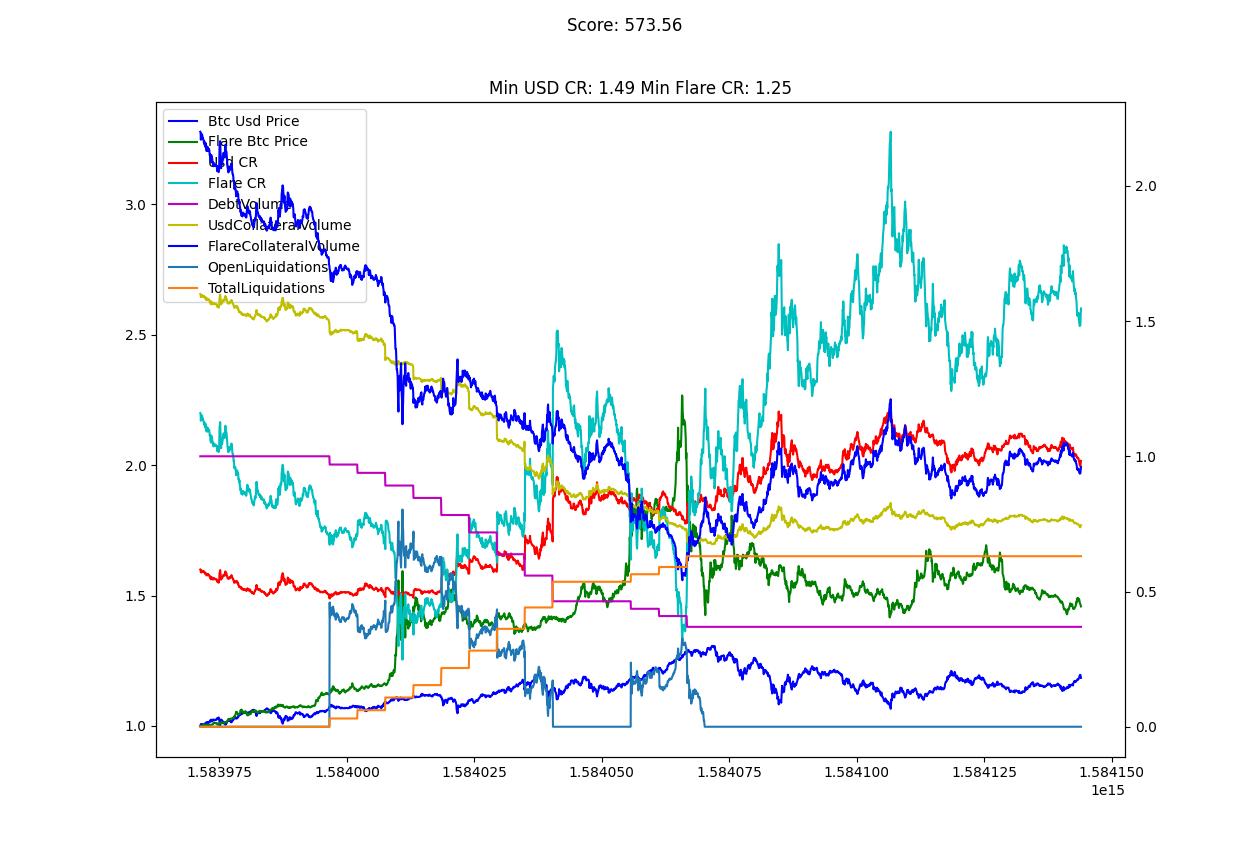 Score: 573.56
Min USD CR: 1.49 Min Flare CR: 1.25
Btc Usd Price
Flare Btc Price
Usd CR
Flare CR
DebtVolume
UsdCollateralVolume
FlareCollateralVolume
OpenLiquidations
TotalLiquidations
3.0
2.5
2.0
1.5
1.0
2.0
1.5
1.0
0.5
0.0
1.583975 1.584000 1.584025 1.584050 1.584075 1.584100 1.584125 1.584150
1e15